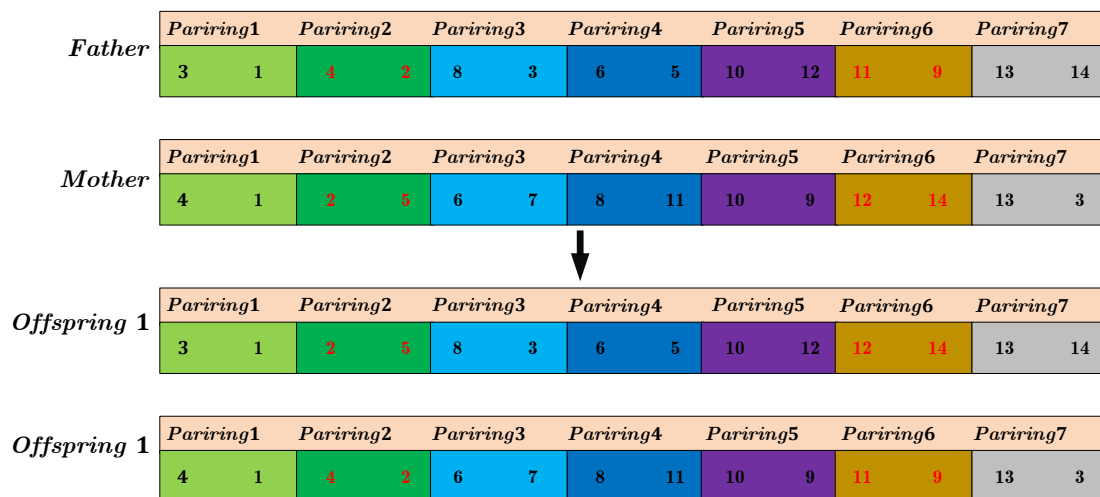 Father
Pariring1 Pariring2 Pariring3 Pariring4 Pariring5 Pariring6 Pariring7
3 1 4 2 8 3 6 5 10 12 11 9 13 14
Mother
Pariring1 Pariring2 Pariring3 Pariring4 Pariring5 Pariring6 Pariring7
4 1 2 5 6 7 8 11 10 9 12 14 13 3
Offspring 1
Pariring1 Pariring2 Pariring3 Pariring4 Pariring5 Pariring6 Pariring7
3 1 2 5 8 3 6 5 10 12 12 14 13 14
Offspring 1
Pariring1 Pariring2 Pariring3 Pariring4 Pariring5 Pariring6 Pariring7
4 1 4 2 6 7 8 11 10 9 11 9 13 3